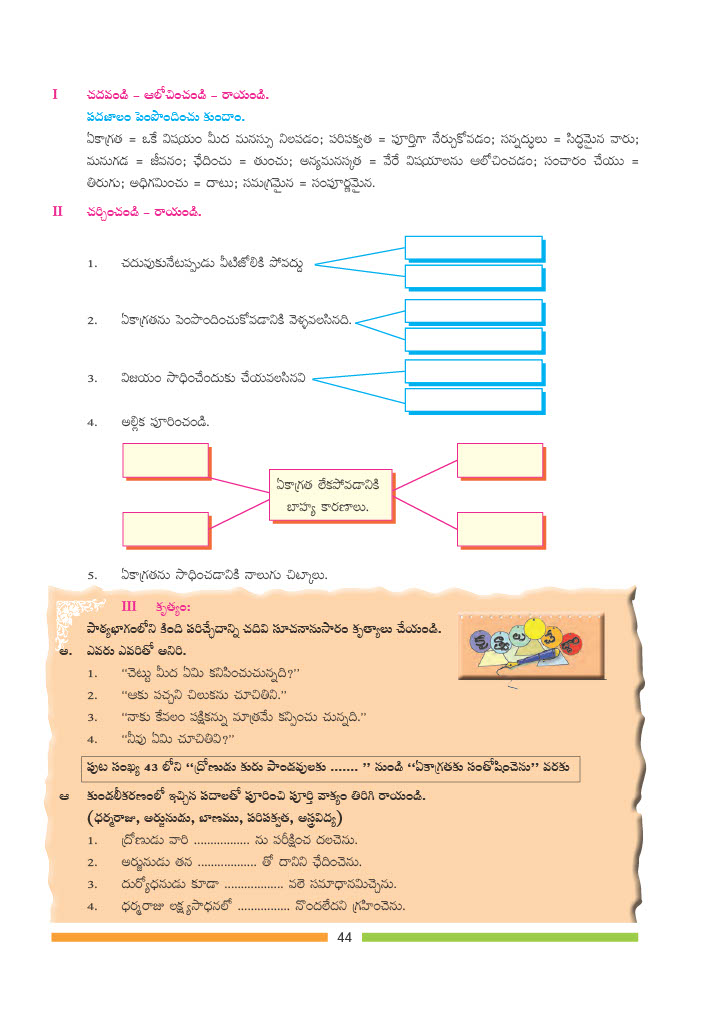 I చదవండి – ఆలోచించండి – రాయండి.
పదజాలం పెంపొందించు కుందాం.
ఏకాగ్రత = ఒకే విషయం మీద మనస్సు నిలపడం; పరిపక్వత = పూర్తిగా నేర్చుకోవడం; సన్నద్ధులు = సిద్ధమైన వారు;
మనుగడ = జీవనం; ఛేదించు = తుంచు; అన్యమనస్కత = వేరే విషయాలను ఆలోచించడం; సంచారం చేయు =
తిరుగు; అధిగమించు = దాటు; సమగ్రమైన = సంపూర్ణమైన.
II చర్చించండి – రాయండి.
1. చదువుకునేటప్పుడు వీటిజోలికి పోవద్దు
2. ఏకాగ్రతను పెంపొందించుకోవడానికి వెళ్ళవలసినది.
3. విజయం సాధించేందుకు చేయవలసినవి
4. అల్లిక పూరించండి.
ఏకాగ్రత లేకపోవడానికి
బాహ్య కారణాలు.
5. ఏకాగ్రతను సాధించడానికి నాలుగు చిట్కాలు.
III కృత్యం:
పాఠ్యభాగంలోని కింది పరిచ్ఛేదాన్ని చదివి సూచనానుసారం కృత్యాలు చేయండి.
అ. ఎవరు ఎవరితో అనిరి.
1. “చెట్టు మీద ఏమి కనిపించుచున్నది?”
2. “ఆకు పచ్చని చిలుకను చూచితిని.”
3. “నాకు కేవలం పక్షికన్ను మాత్రమే కన్పించు చున్నది.”
4. “నీవు ఏమి చూచితివి?”
పుట సంఖ్య 43 లోని “ద్రోణుడు కురు పాండవులకు ....... ” నుండి “ఏకాగ్రతకు సంతోషించెను” వరకు
ఆ కుండలీకరణంలో ఇచ్చిన పదాలతో పూరించి పూర్తి వాక్యం తిరిగి రాయండి.
(ధర్మరాజు, అర్జునుడు, బాణము, పరిపక్వత, అస్త్రవిద్య)
1. ద్రోణుడు వారి ................ ను పరీక్షించ దలచెను.
2. అర్జునుడు తన ................. తో దానిని ఛేదించెను.
3. దుర్యోధనుడు కూడా ................. వలె సమాధానమిచ్చెను.
4. ధర్మరాజు లక్ష్యసాధనలో ............... నొందలేదని గ్రహించెను.
44